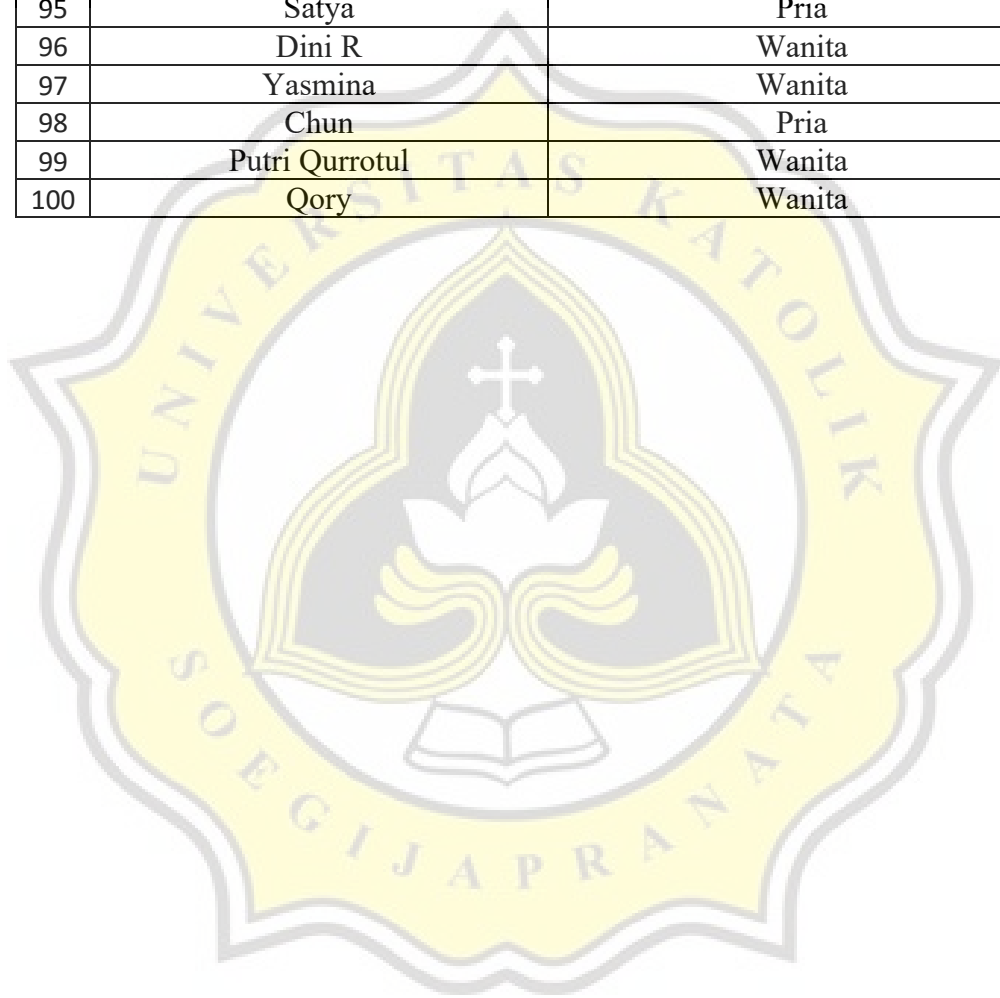 95 Satya Pria
96 Dini R Wanita
97 Yasmina Wanita
98 Chun Pria
99 Putri Qurrotul Wanita
100 Qory Wanita
UNIVERSITAS KATOLIK
SOEGIJAPRANATA